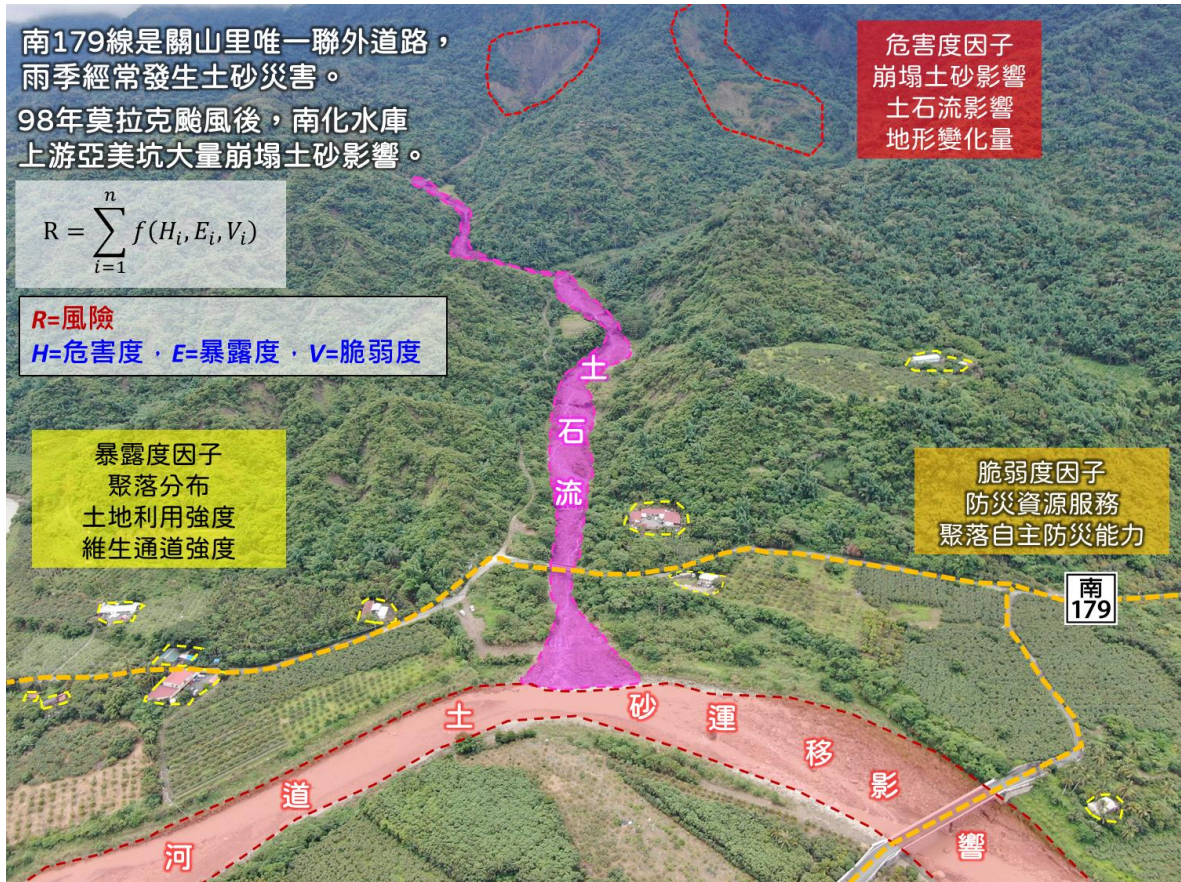 南179線是關山里唯一聯外道路，
雨季經常發生土砂災害。
98年莫拉克颱風後，南化水庫
上游亞美坑大量崩塌土砂影響。
R = \sum_{i=1}^{n} f(H_i, E_i, V_i)
R=風險
H=危害度，E=暴露度，V=脆弱度
危害度因子
崩塌土砂影響
土石流影響
地形變化量
土石流
暴露度因子
聚落分布
土地利用強度
維生通道強度
脆弱度因子
防災資源服務
聚落自主防災能力
南
179
河道土砂運移影響